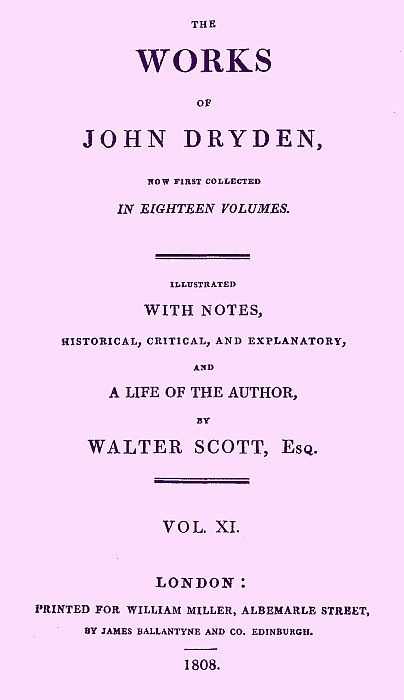 THE
WORKS
OF
JOHN DRYDEN,
NOW FIRST COLLECTED
IN EIGHTEEN VOLUMES.
ILLUSTRATED
WITH NOTES,
HISTORICAL, CRITICAL, AND EXPLANATORY,
AND
A LIFE OF THE AUTHOR,
BY
WALTER SCOTT, Esq.
VOL. XI.
LONDON:
PRINTED FOR WILLIAM MILLER, ALBEMARLE STREET,
BY JAMES BALLANTYNE AND CO. EDINBURGH.
1808.